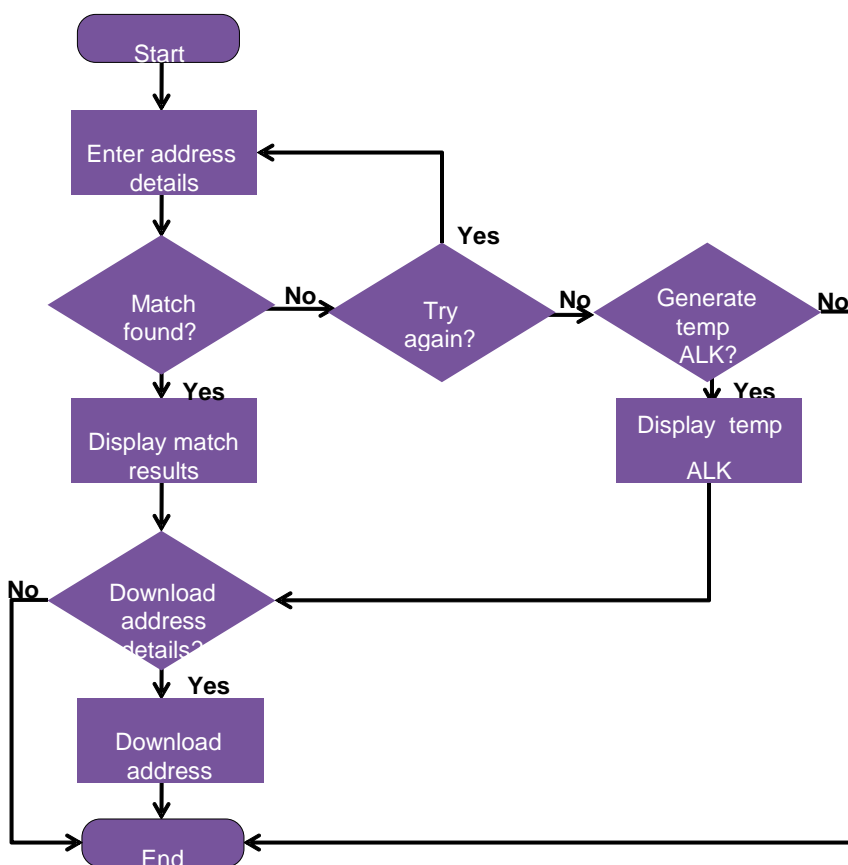 Start
Enter address
details
Yes
Match
found?
No
Try
again?
No
Generate
temp
ALK?
No
Yes
Display match
results
Yes
Display temp
ALK
No
Download
address
details?
Yes
Download
address
End